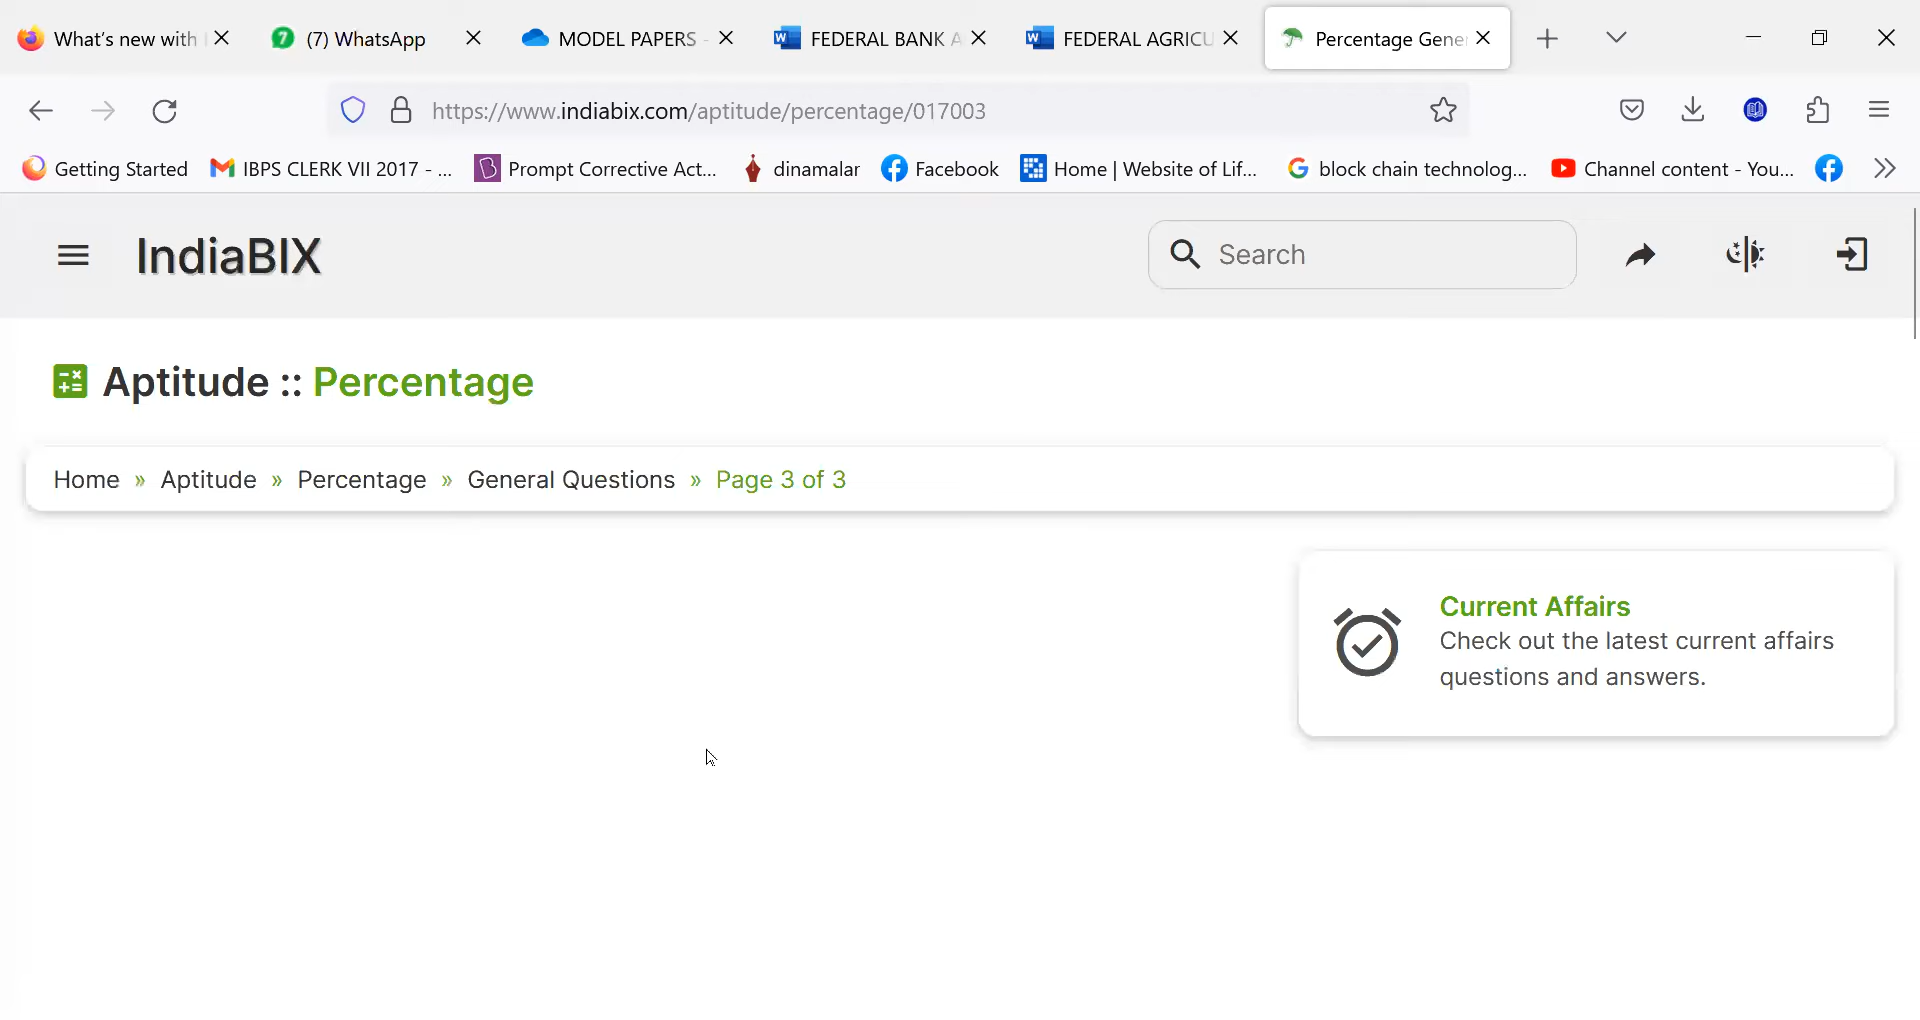 What's new with
(7) WhatsApp
MODEL PAPERS -
FEDERAL BANK A
FEDERAL AGRICU
Percentage Gene
https://www.indiabix.com/aptitude/percentage/017003
Getting Started
IBPS CLERK VII 2017 - ...
Prompt Corrective Act...
dinamalar
Facebook
Home | Website of Lif...
block chain technolog...
Channel content - You...
IndiaBIX
Search
Aptitude :: Percentage
Home » Aptitude » Percentage » General Questions » Page 3 of 3
Current Affairs
Check out the latest current affairs
questions and answers.